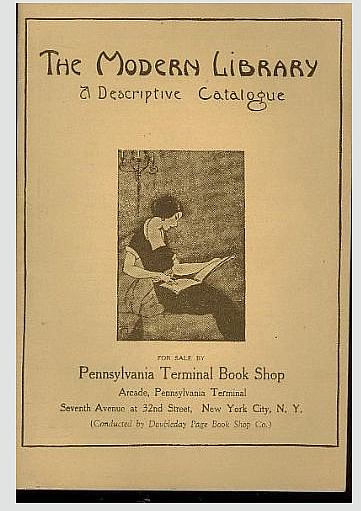 The Modern Library
A Descriptive Catalogue
FOR SALE BY
Pennsylvania Terminal Book Shop
Arcade, Pennsylvania Terminal
Seventh Avenue at 32nd Street, New York City, N. Y.
(Conducted by Doubleday Page Book Shop Co.)